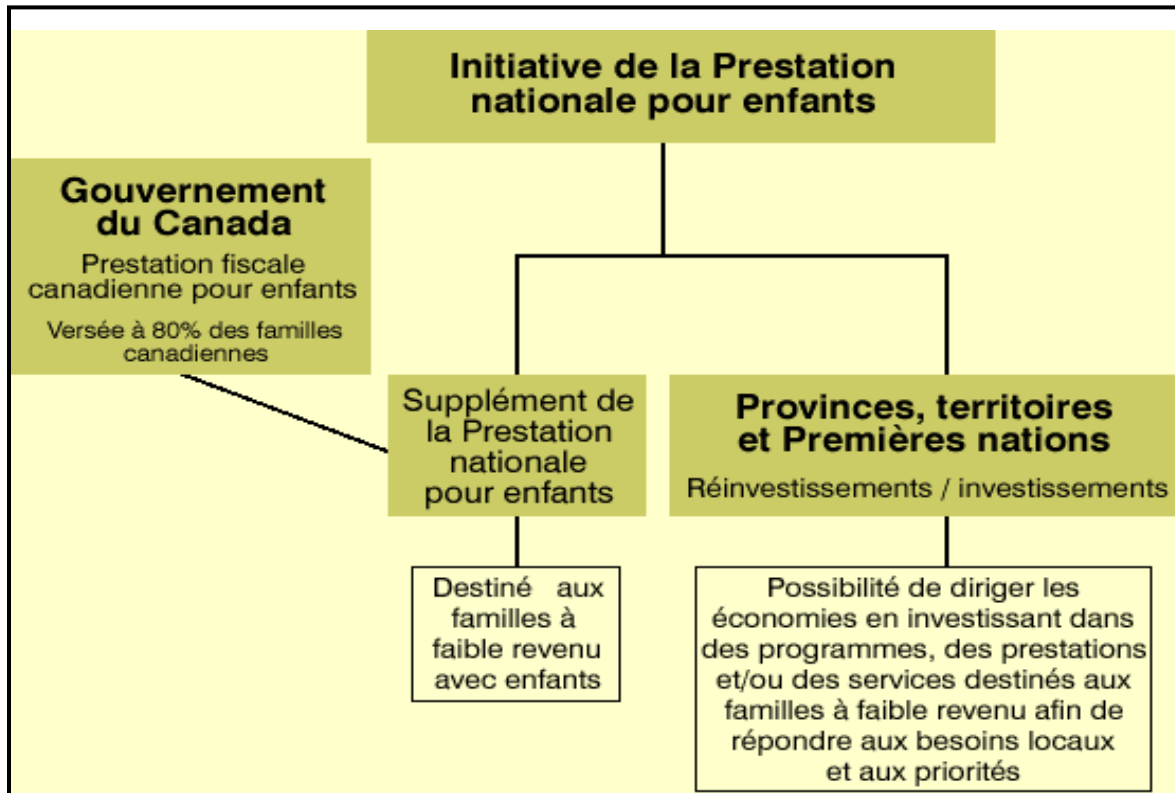 Initiative de la Prestation
nationale pour enfants
Gouvernement
du Canada
Prestation fiscale
canadienne pour enfants
Versée à 80% des familles
canadiennes
Supplément de
la Prestation
nationale
pour enfants
Provinces, territoires
et Premières nations
Réinvestissements / investissements
Destiné aux
familles à
faible revenu
avec enfants
Possibilité de diriger les
économies en investissant dans
des programmes, des prestations
et/ou des services destinés aux
familles à faible revenu afin de
répondre aux besoins locaux
et aux priorités